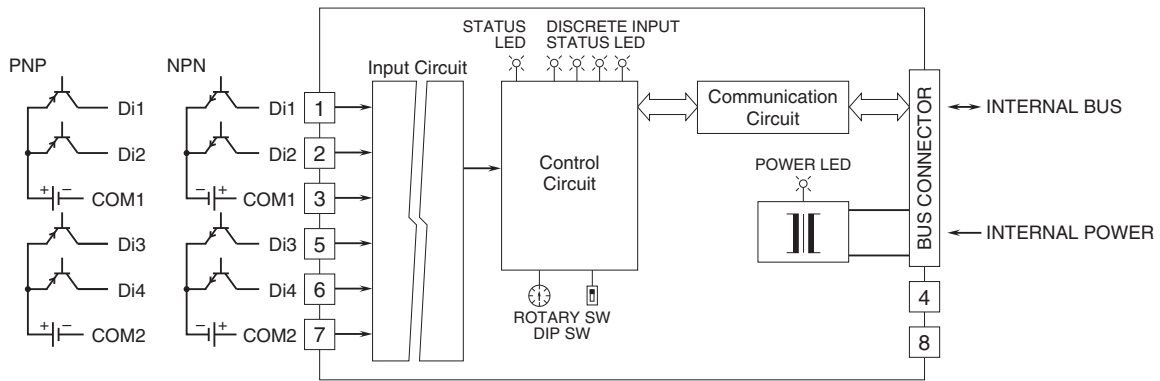 PNP
Di1
Di2
+ −
COM1
Di3
Di4
+ −
COM2
NPN
Di1
Di2
− +
COM1
Di3
Di4
− +
COM2
1
2
3
5
6
7
Input Circuit
STATUS
LED
DISCRETE INPUT
STATUS LED
Control
Circuit
ROTARY SW
DIP SW
Communication
Circuit
POWER LED
BUS CONNECTOR
4
8
INTERNAL BUS
INTERNAL POWER